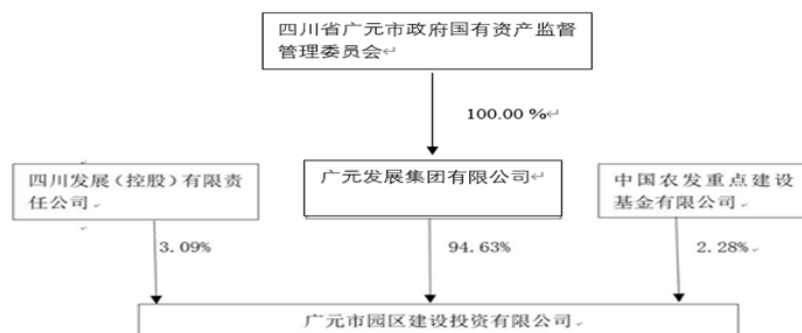 四川省广元市政府国有资产监督
管理委员会↵
100.00 %↵
四川发展（控股）有限责
任公司
广元发展集团有限公司↵
中国农发重点建设
基金有限公司
3.09%
94.63%
2.28%
广元市园区建设投资有限公司